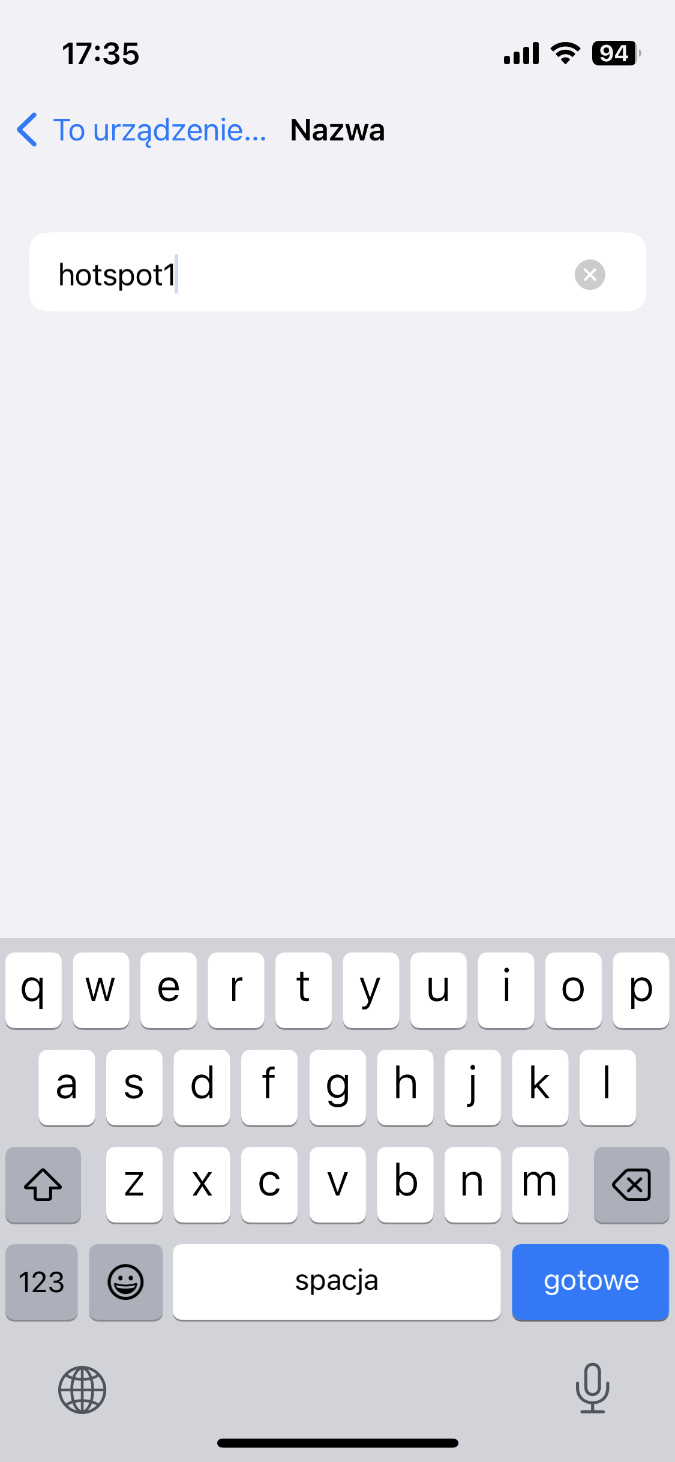 17:35 94
To urządzenie... Nazwa
hotspot1
q w e r t y u i o p
a s d f g h j k l
z x c v b n m
123 spacja gotowe